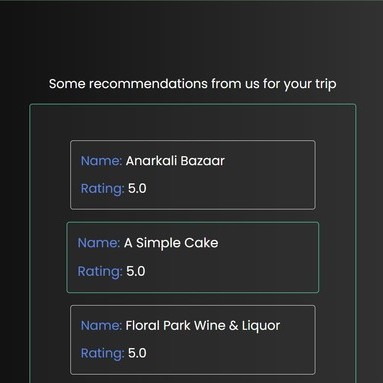 Some recommendations from us for your trip
Name: Anarkali Bazaar
Rating: 5.0
Name: A Simple Cake
Rating: 5.0
Name: Floral Park Wine & Liquor
Rating: 5.0